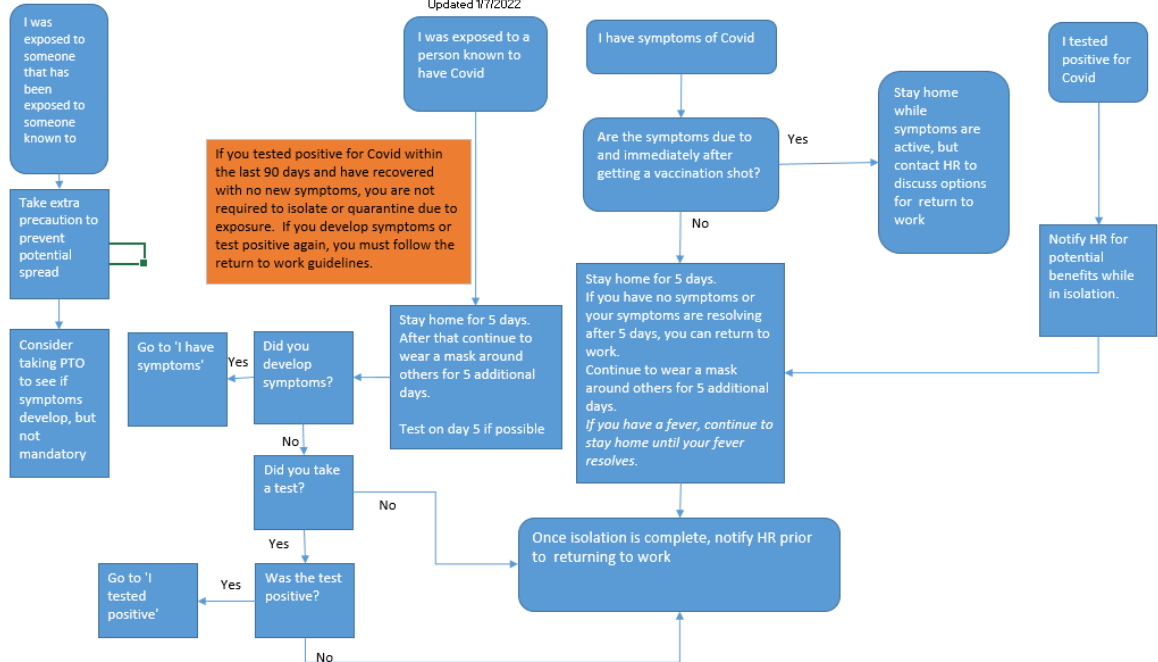 Updated 1/7/2022
I was
exposed to
someone
that has
been
exposed to
someone
known to
I was exposed to a
person known to
have Covid
I have symptoms of Covid
I tested
positive for
Covid
Stay home
while
symptoms are
active, but
contact HR to
discuss options
for return to
work
Are the symptoms due to
and immediately after
getting a vaccination shot?
Yes
No
If you tested positive for Covid within
the last 90 days and have recovered
with no new symptoms, you are not
required to isolate or quarantine due to
exposure. If you develop symptoms or
test positive again, you must follow the
return to work guidelines.
Take extra
precaution to
prevent
potential
spread
Notify HR for
potential
benefits while
in isolation.
Stay home for 5 days.
If you have no symptoms or
your symptoms are resolving
after 5 days, you can return to
work.
Continue to wear a mask
around others for 5 additional
days.
If you have a fever, continue to
stay home until your fever
resolves.
Stay home for 5 days.
After that continue to
wear a mask around
others for 5 additional
days.
Test on day 5 if possible
Did you
develop
symptoms?
Yes
Go to 'I have
symptoms'
Consider
taking PTO
to see if
symptoms
develop, but
not
mandatory
No
Did you take
a test?
No
Yes
Once isolation is complete, notify HR prior
to returning to work
Was the test
positive?
Yes
Go to 'I
tested
positive'
No